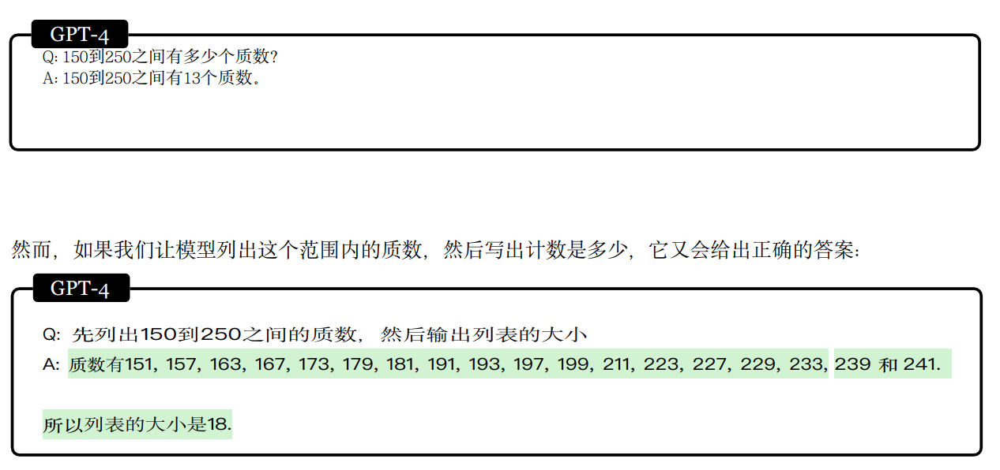 GPT-4
Q: 150到250之间有多少个质数?
A: 150到250之间有13个质数。
然而，如果我们让模型列出这个范围内的质数，然后写出计数是多少，它又会给出正确的答案:
GPT-4
Q: 先列出150到250之间的质数，然后输出列表的大小
A: 质数有151, 157, 163, 167, 173, 179, 181, 191, 193, 197, 199, 211, 223, 227, 229, 233, 239 和 241.
所以列表的大小是18.